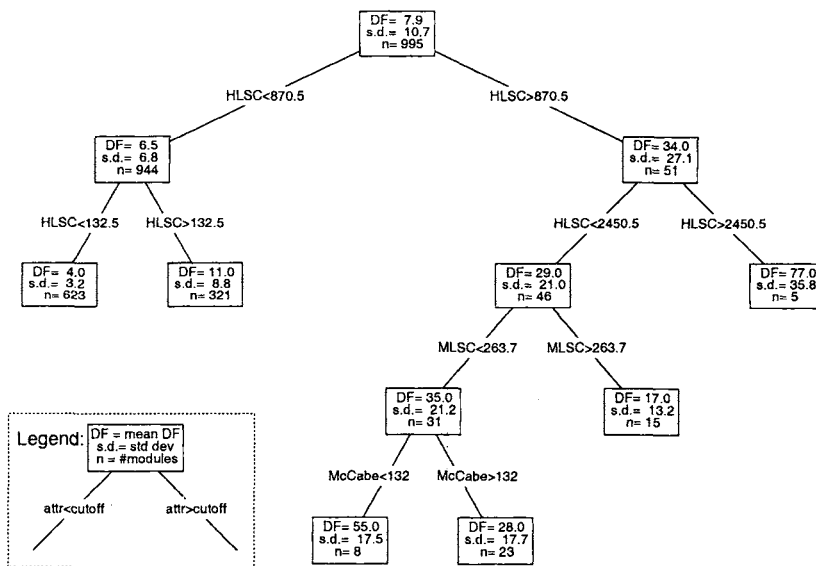 DF= 7.9
s.d.= 10.7
n= 995
HLSC<870.5
HLSC>870.5
DF= 6.5
s.d.= 6.8
n= 944
DF= 34.0
s.d.= 27.1
n= 51
HLSC<132.5
HLSC>132.5
HLSC<2450.5
HLSC>2450.5
DF= 4.0
s.d.= 3.2
n= 623
DF= 11.0
s.d.= 8.8
n= 321
DF= 29.0
s.d.= 21.0
n= 46
DF= 77.0
s.d.= 35.8
n= 5
MLSC<263.7
MLSC>263.7
DF= 35.0
s.d.= 21.2
n= 31
DF= 17.0
s.d.= 13.2
n= 15
McCabe<132
McCabe>132
DF= 55.0
s.d.= 17.5
n= 8
DF= 28.0
s.d.= 17.7
n= 23
Legend:
DF = mean DF
s.d.= std dev
n = #modules
attr<cutoff
attr>cutoff